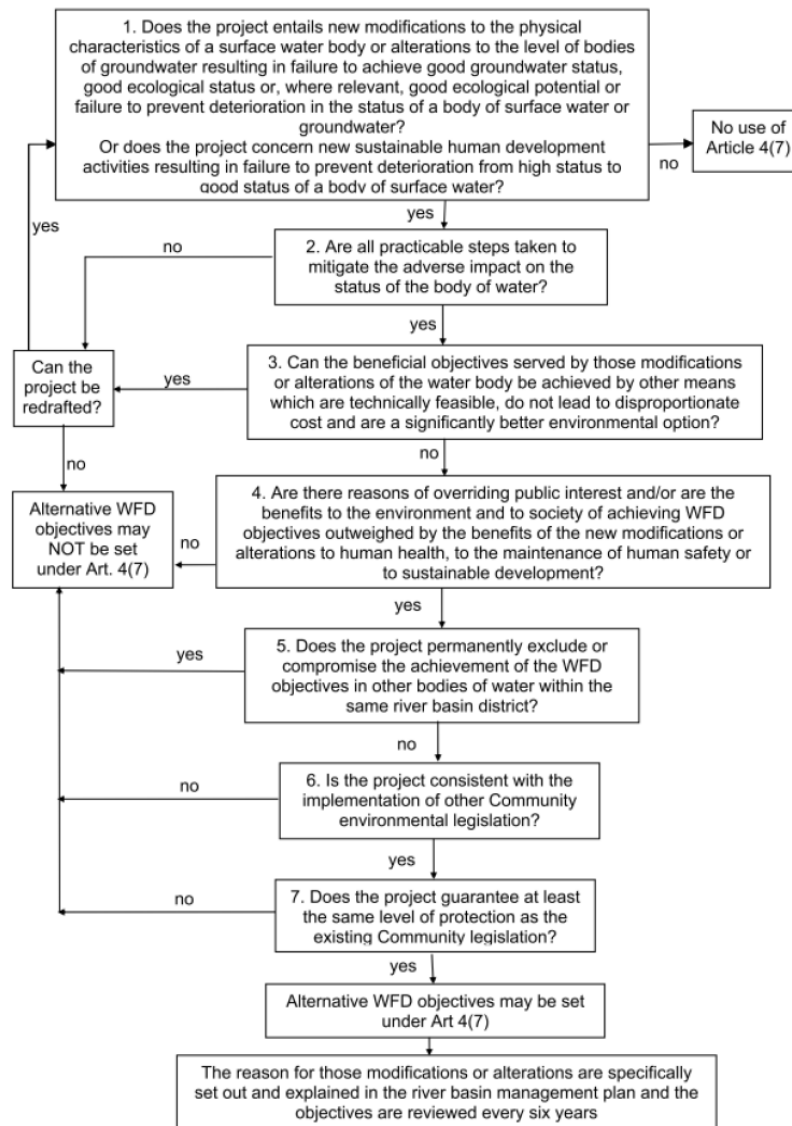 1. Does the project entails new modifications to the physical
characteristics of a surface water body or alterations to the level of bodies
of groundwater resulting in failure to achieve good groundwater status,
good ecological status or, where relevant, good ecological potential or
failure to prevent deterioration in the status of a body of surface water or
groundwater?
Or does the project concern new sustainable human development
activities resulting in failure to prevent deterioration from high status to
good status of a body of surface water?
no
No use of
Article 4(7)
yes
yes
no
2. Are all practicable steps taken to
mitigate the adverse impact on the
status of the body of water?
yes
Can the
project be
redrafted?
yes
3. Can the beneficial objectives served by those modifications
or alterations of the water body be achieved by other means
which are technically feasible, do not lead to disproportionate
cost and are a significantly better environmental option?
no
no
Alternative WFD
objectives may
NOT be set
under Art. 4(7)
no
4. Are there reasons of overriding public interest and/or are the
benefits to the environment and to society of achieving WFD
objectives outweighed by the benefits of the new modifications or
alterations to human health, to the maintenance of human safety or
to sustainable development?
yes
yes
5. Does the project permanently exclude or
compromise the achievement of the WFD
objectives in other bodies of water within the
same river basin district?
no
no
6. Is the project consistent with the
implementation of other Community
environmental legislation?
yes
no
7. Does the project guarantee at least
the same level of protection as the
existing Community legislation?
yes
Alternative WFD objectives may be set
under Art 4(7)
The reason for those modifications or alterations are specifically
set out and explained in the river basin management plan and the
objectives are reviewed every six years